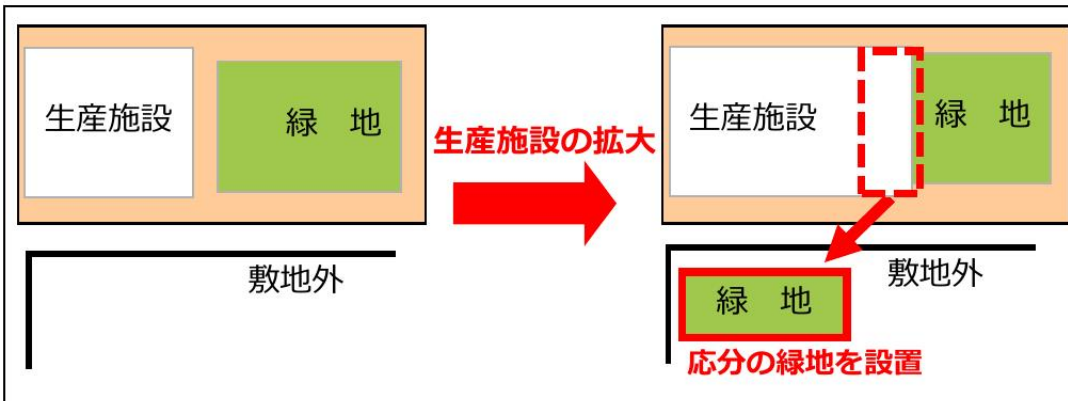 生産施設
緑　地
敷地外
生産施設の拡大
生産施設
緑　地
敷地外
緑　地
応分の緑地を設置